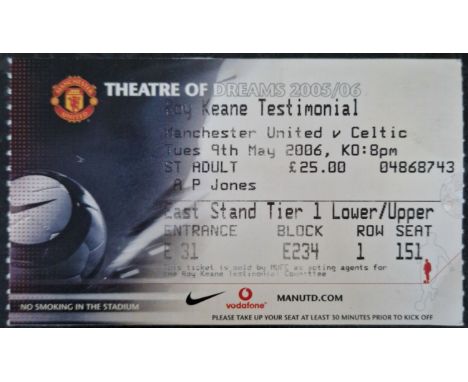 MANCHESTER
UNITED
THEATRE OF DREAMS 2005/06
Roy Keane Testimonial
Manchester United v Celtic
Tues 9th May 2006, KO:8pm
ST ADULT £25.00 04868743
A P Jones
East Stand Tier 1 Lower/Upper
ENTRANCE BLOCK ROW SEAT
E 31 E234 1 151
This ticket is sold by MUFC as voting agents for
the Roy Keane Testimonial Committee
NO SMOKING IN THE STADIUM
vodafone MANUTD.COM
PLEASE TAKE UP YOUR SEAT AT LEAST 30 MINUTES PRIOR TO KICK OFF